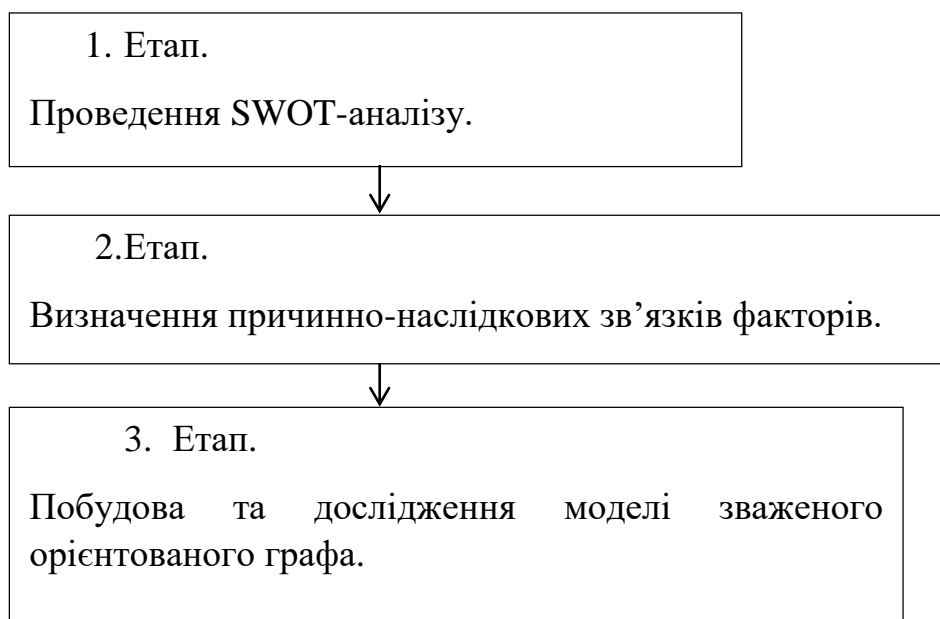 1. Етап.
Проведення SWOT-аналізу.
2.Етап.
Визначення причинно-наслідкових зв’язків факторів.
3. Етап.
Побудова та дослідження моделі зваженого
орієнтованого графа.